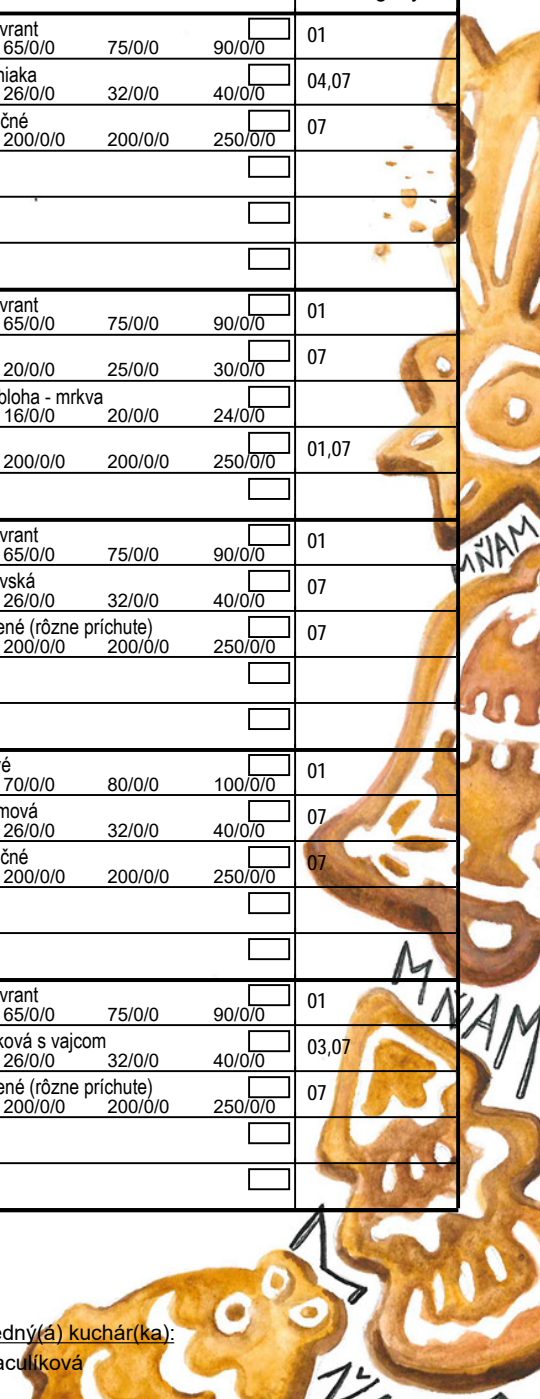 vrant
65/0/0 75/0/0 90/0/0 01
niaka
26/0/0 32/0/0 40/0/0 04,07
čné
200/0/0 200/0/0 250/0/0 07
vrant
65/0/0 75/0/0 90/0/0 01
20/0/0 25/0/0 30/0/0 07
bloha - mrkva
16/0/0 20/0/0 24/0/0
200/0/0 200/0/0 250/0/0 01,07
vrant
65/0/0 75/0/0 90/0/0 01
vská
26/0/0 32/0/0 40/0/0 07
ené (rôzne príchute)
200/0/0 200/0/0 250/0/0 07
vé
70/0/0 80/0/0 100/0/0 01
mová
26/0/0 32/0/0 40/0/0 07
čné
200/0/0 200/0/0 250/0/0 07
vrant
65/0/0 75/0/0 90/0/0 01
ková s vajcom
26/0/0 32/0/0 40/0/0 03,07
ené (rôzne príchute)
200/0/0 200/0/0 250/0/0 07
MŇAM
MŇAM
edný(á) kuchár(ka):
aculíková